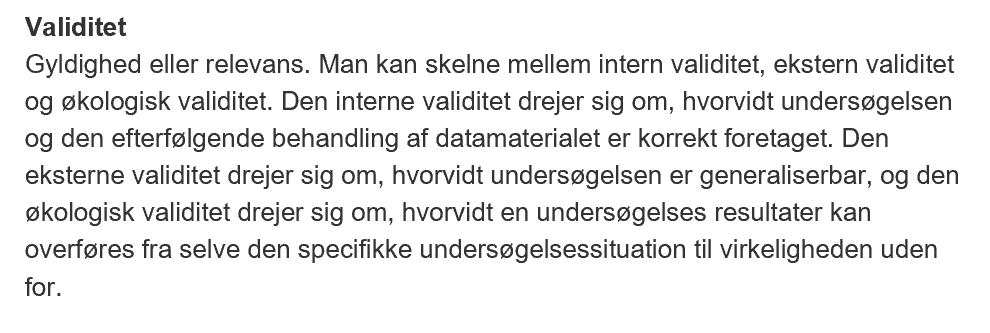 Validitet
Gyldighed eller relevans. Man kan skelne mellem intern validitet, ekstern validitet
og økologisk validitet. Den interne validitet drejer sig om, hvorvidt undersøgelsen
og den efterfølgende behandling af datamaterialet er korrekt foretaget. Den
eksterne validitet drejer sig om, hvorvidt undersøgelsen er generaliserbar, og den
økologisk validitet drejer sig om, hvorvidt en undersøgelses resultater kan
overføres fra selve den specifikke undersøgelsessituation til virkeligheden uden
for.